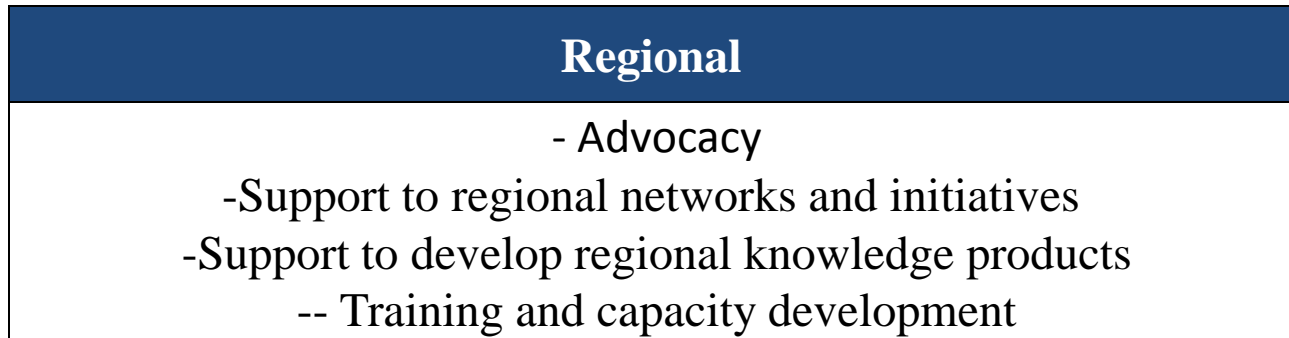 Regional
- Advocacy
-Support to regional networks and initiatives
-Support to develop regional knowledge products
-- Training and capacity development